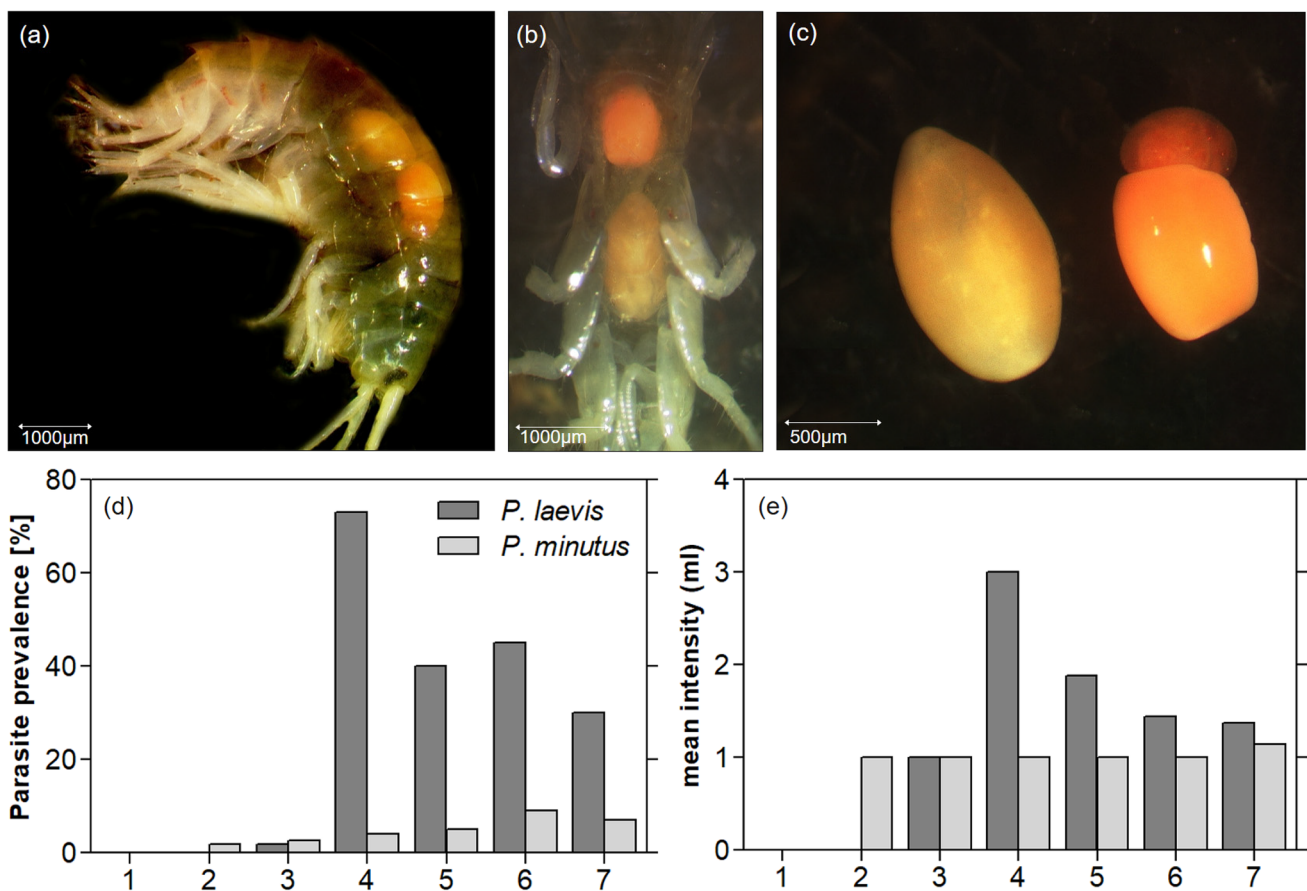 (a)
1000µm
(b)
1000µm
(c)
500µm
(d)
Parasite prevalence [%]
80
60
40
20
0
P. laevis
P. minutus
1 2 3 4 5 6 7
(e)
mean intensity (ml)
4
3
2
1
0
1 2 3 4 5 6 7